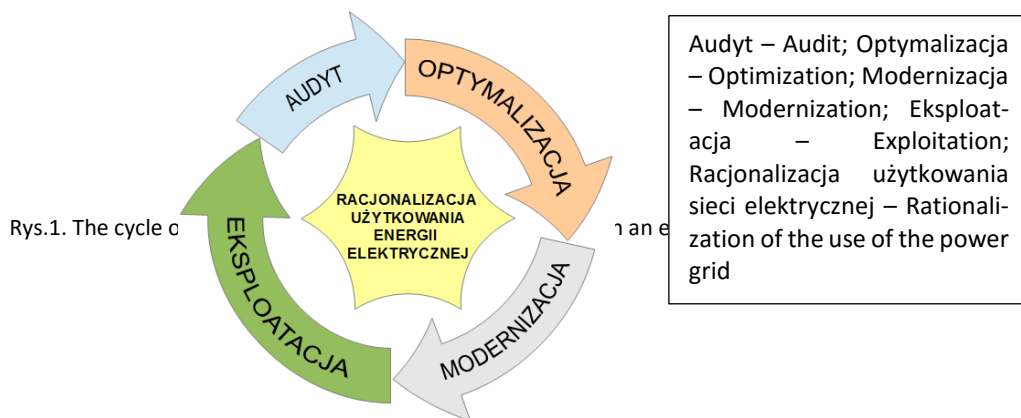 AUDYT
OPTYMALIZACJA
MODERNIZACJA
EKSPLOATACJA
RACJONALIZACJA
UŻYTKOWANIA
ENERGII
ELEKTRYCZNEJ
Rys.1. The cycle
an
Audyt – Audit; Optymalizacja
– Optimization; Modernizacja
– Modernization; Eksploat-
acja – Exploitation;
Racjonalizacja użytkowania
sieci elektrycznej – Rationali-
zation of the use of the power
grid